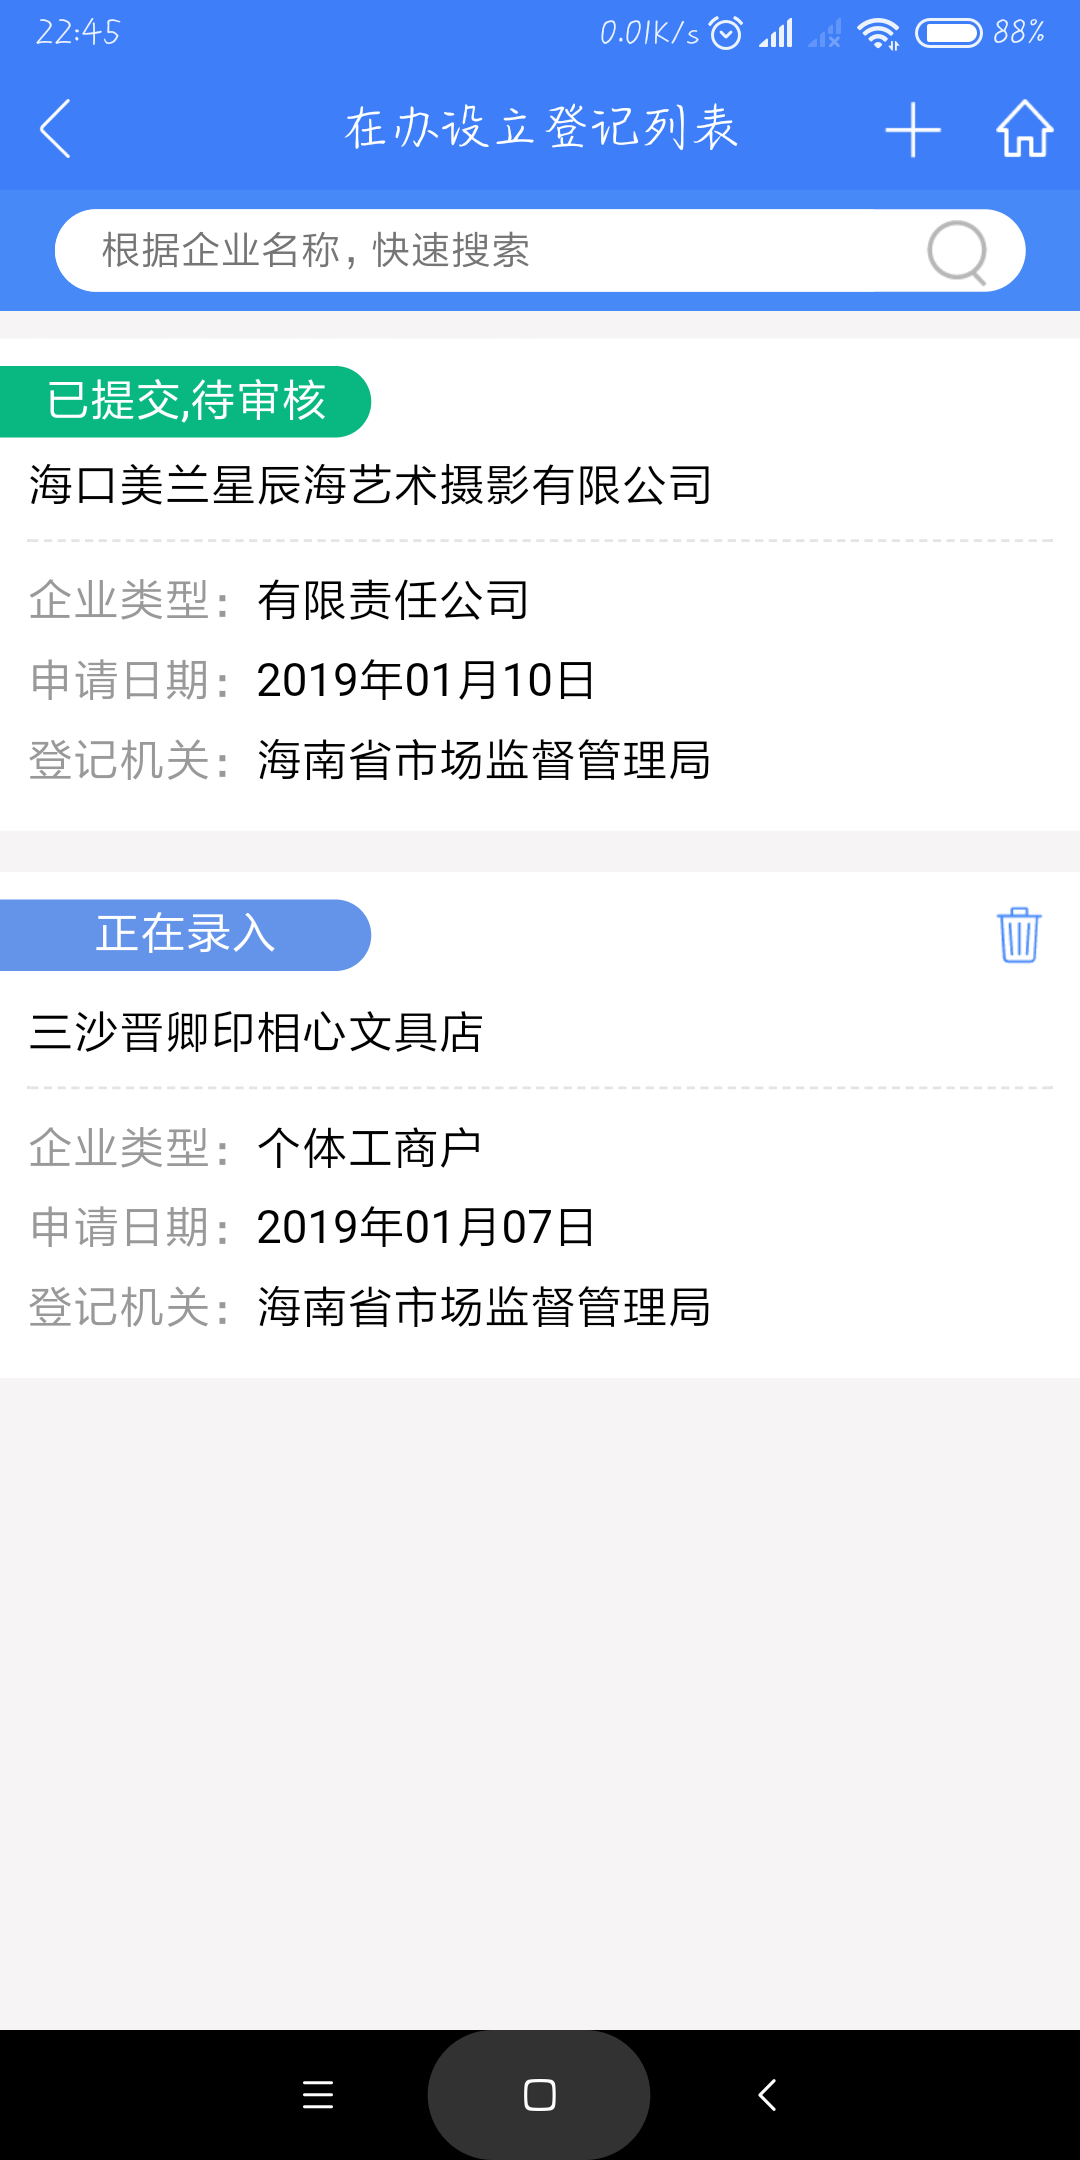 22:45 0.01K/s 88%
在办设立登记列表
根据企业名称，快速搜索
已提交,待审核
海口美兰星辰海艺术摄影有限公司
企业类型： 有限责任公司
申请日期： 2019年01月10日
登记机关： 海南省市场监督管理局
正在录入
三沙晋卿印相心文具店
企业类型： 个体工商户
申请日期： 2019年01月07日
登记机关： 海南省市场监督管理局